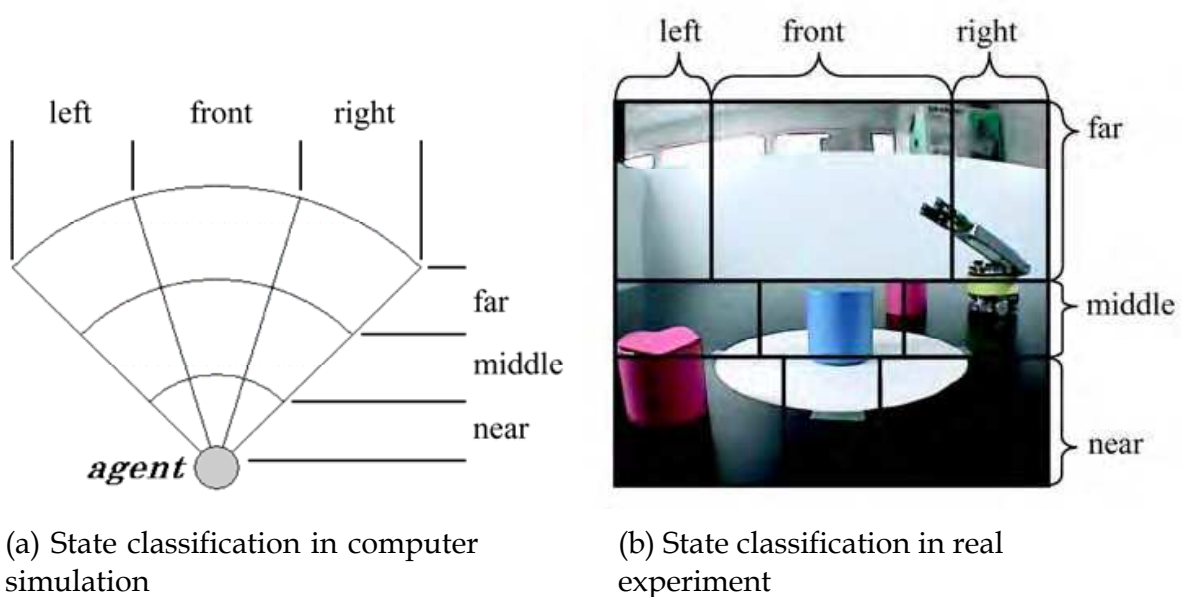 left front right
far
middle
near
agent
(a) State classification in computer
simulation
left front right
far
middle
near
(b) State classification in real
experiment